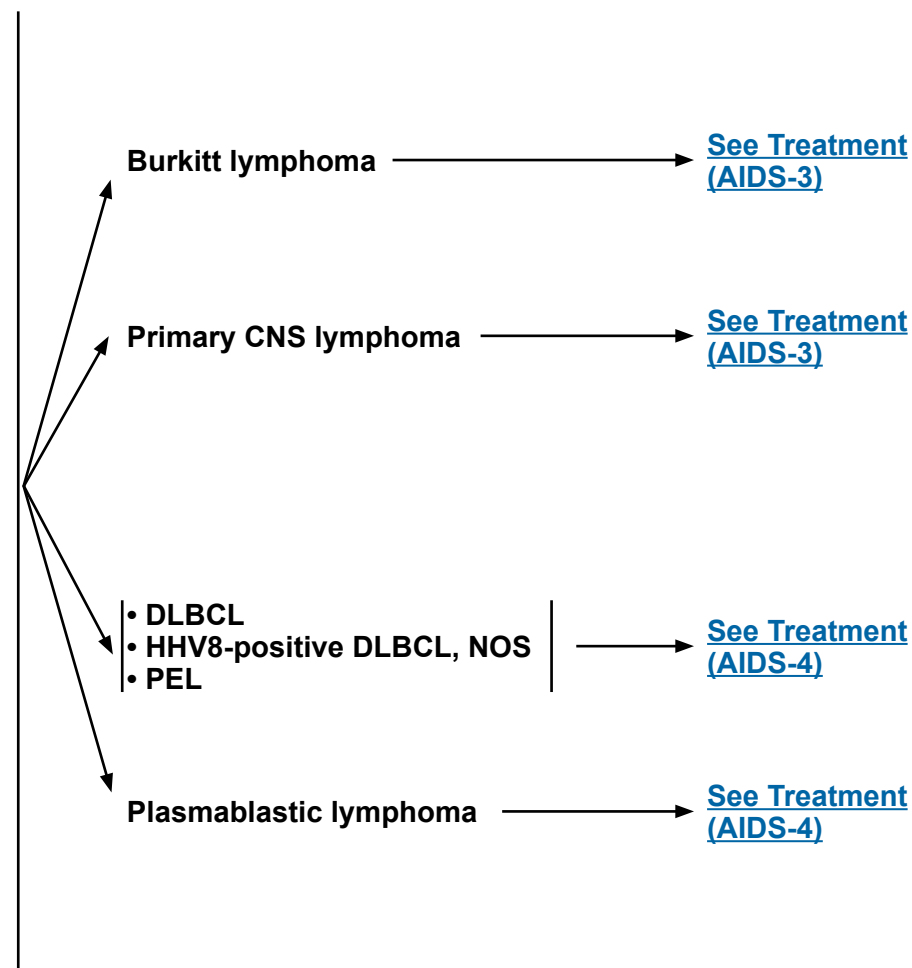 Burkitt lymphoma
See Treatment
(AIDS-3)
Primary CNS lymphoma
See Treatment
(AIDS-3)
• DLBCL
• HHV8-positive DLBCL, NOS
• PEL
See Treatment
(AIDS-4)
Plasmablastic lymphoma
See Treatment
(AIDS-4)